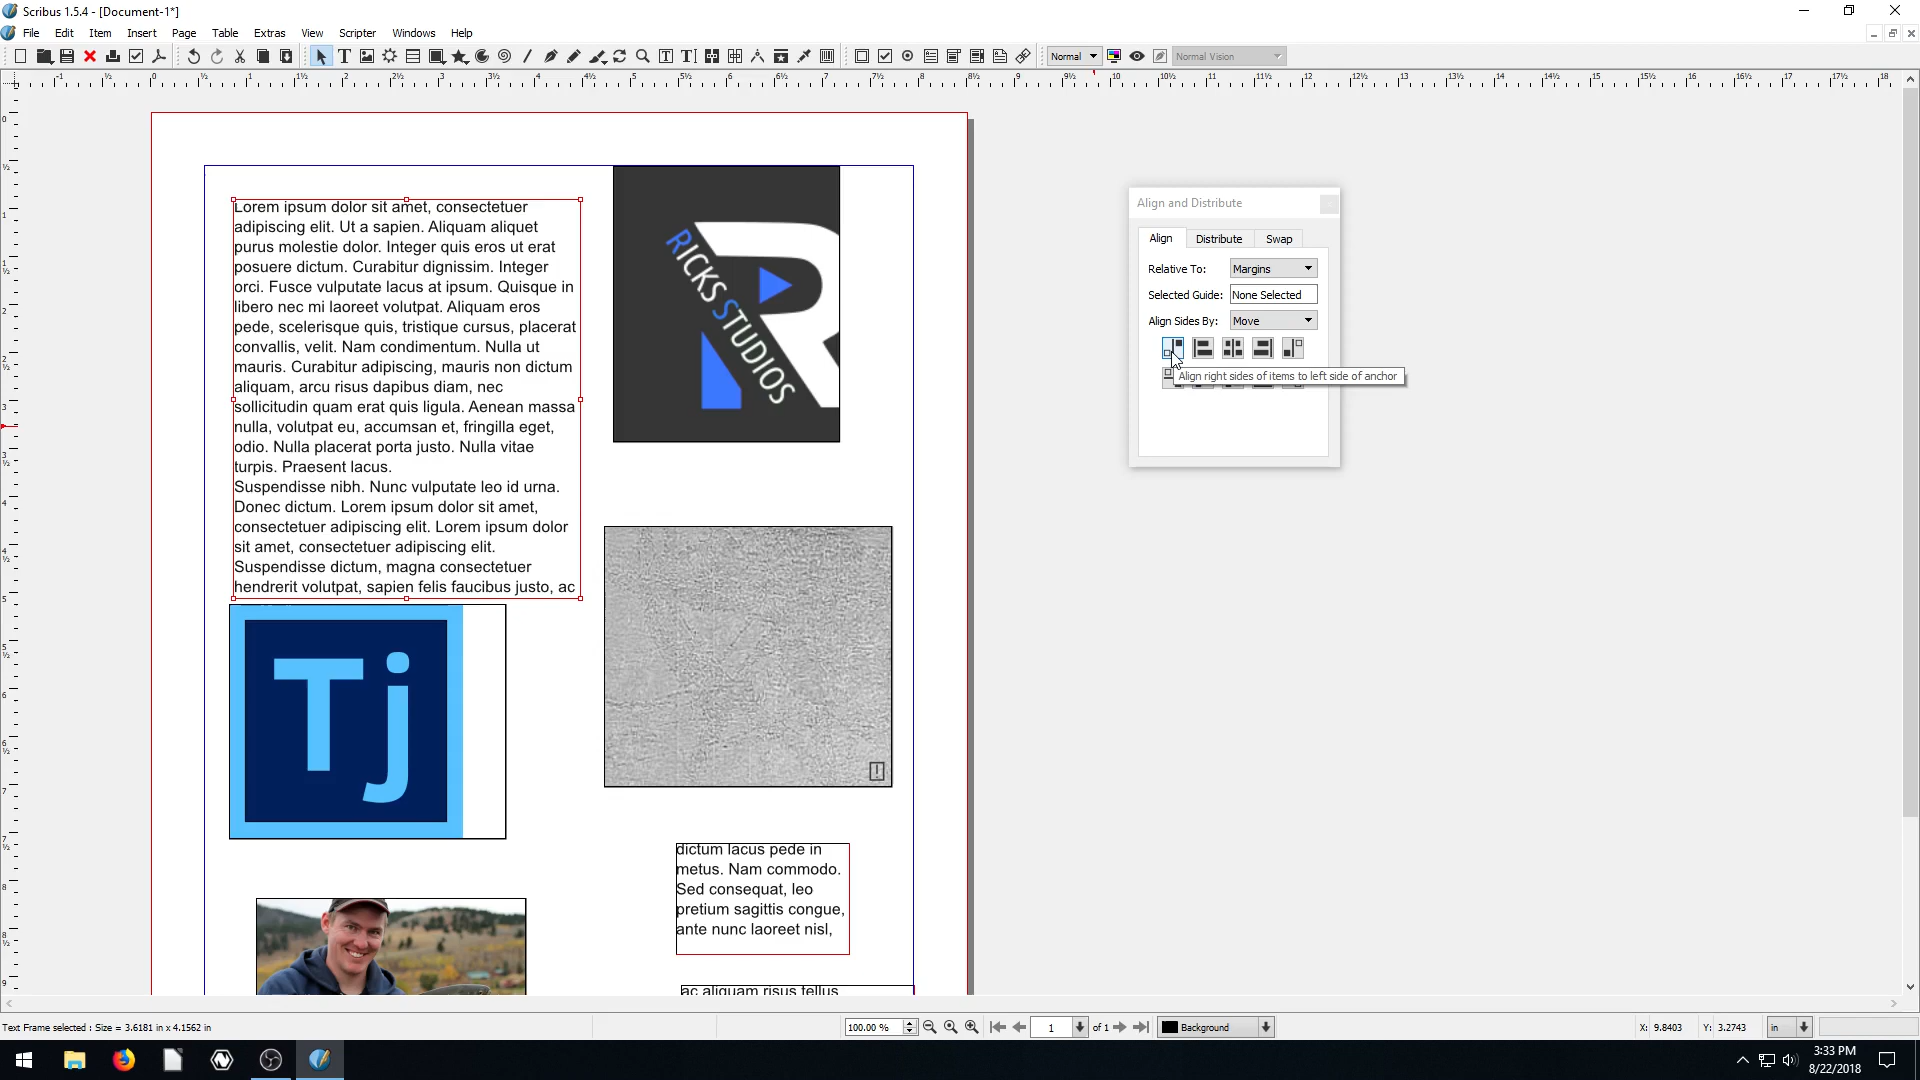 Scribus 1.5.4 - [Document-1*]
File Edit Item Insert Page Table Extras View Scripter Windows Help
Normal
Normal Vision
Lorem ipsum dolor sit amet, consectetuer
adipiscing elit. Ut a sapien. Aliquam aliquet
purus molestie dolor. Integer quis eros ut erat
posuere dictum. Curabitur dignissim. Integer
orci. Fusce vulputate lacus at ipsum. Quisque in
libero nec mi laoreet volutpat. Aliquam eros
pede, scelerisque quis, tristique cursus, placerat
convallis, velit. Nam condimentum. Nulla ut
mauris. Curabitur adipiscing, mauris non dictum
aliquam, arcu risus dapibus diam, nec
sollicitudin quam erat quis ligula. Aenean massa
nulla, volutpat eu, accumsan et, fringilla eget,
odio. Nulla placerat porta justo. Nulla vitae
turpis. Praesent lacus.
Suspendisse nibh. Nunc vulputate leo id urna.
Donec dictum. Lorem ipsum dolor sit amet,
consectetuer adipiscing elit. Lorem ipsum dolor
sit amet, consectetuer adipiscing elit.
Suspendisse dictum, magna consectetuer
hendrerit volutpat, sapien felis faucibus justo, ac
RICKS STUDIOS
R
Tj
dictum lacus pede in
metus. Nam commodo.
Sed consequat, leo
pretium sagittis congue,
ante nunc laoreet nisl,
ac aliquam risus tellus
Align and Distribute
Align Distribute Swap
Relative To: Margins
Selected Guide: None Selected
Align Sides By: Move
Align right sides of items to left side of anchor
Text Frame selected : Size = 3.6181 in x 4.1562 in
100.00 %
1 of 1
Background
X: 9.8403 Y: 3.2743 in
3:33 PM
8/22/2018